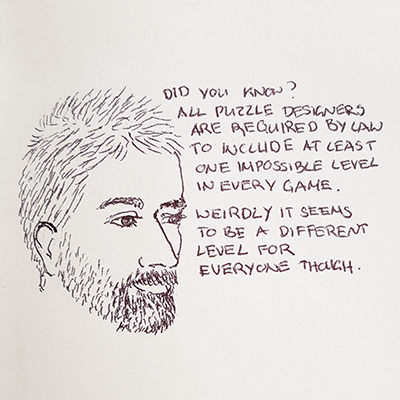 DID YOU KNOW?
ALL PUZZLE DESIGNERS
ARE REQUIRED BY LAW
TO INCLUDE AT LEAST
ONE IMPOSSIBLE LEVEL
IN EVERY GAME.
WEIRDLY IT SEEMS
TO BE A DIFFERENT
LEVEL FOR
EVERYONE THOUGH.